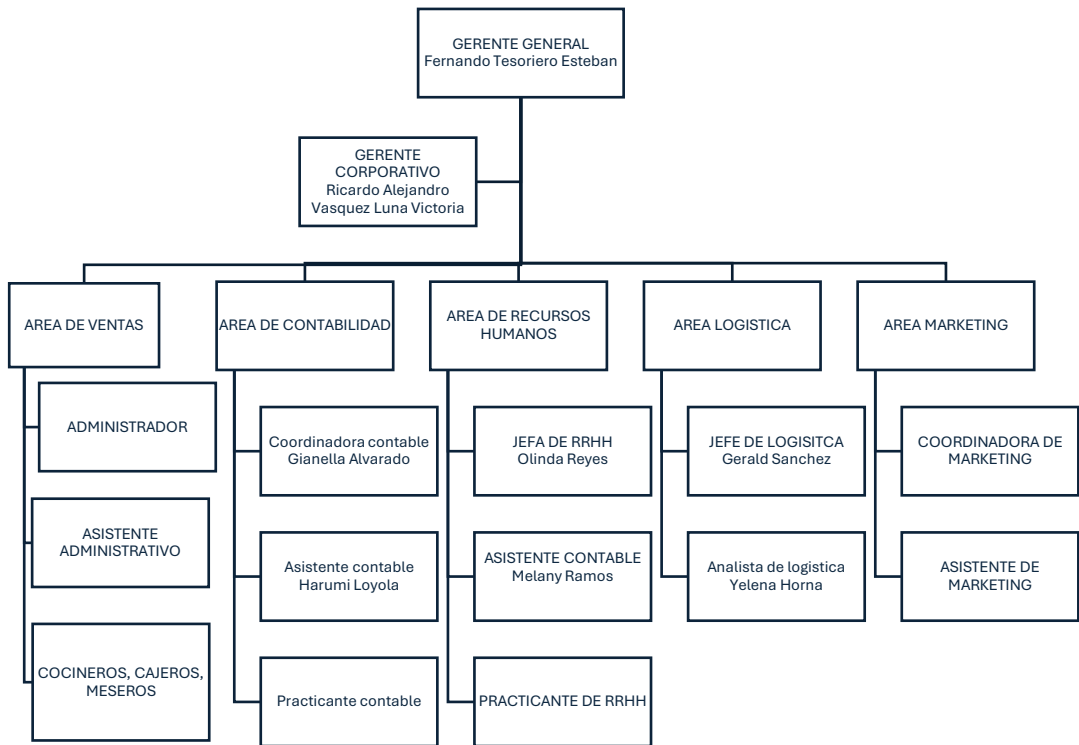 GERENTE GENERAL
Fernando Tesoriero Esteban
GERENTE
CORPORATIVO
Ricardo Alejandro
Vasquez Luna Victoria
AREA DE VENTAS
AREA DE CONTABILIDAD
AREA DE RECURSOS
HUMANOS
AREA LOGISTICA
AREA MARKETING
ADMINISTRADOR
ASISTENTE
ADMINISTRATIVO
COCINEROS, CAJEROS,
MESEROS
Coordinadora contable
Gianella Alvarado
Asistente contable
Harumi Loyola
Practicante contable
JEFA DE RRHH
Olinda Reyes
ASISTENTE CONTABLE
Melany Ramos
PRACTICANTE DE RRHH
JEFE DE LOGISITCA
Gerald Sanchez
Analista de logistica
Yelena Horna
COORDINADORA DE
MARKETING
ASISTENTE DE
MARKETING